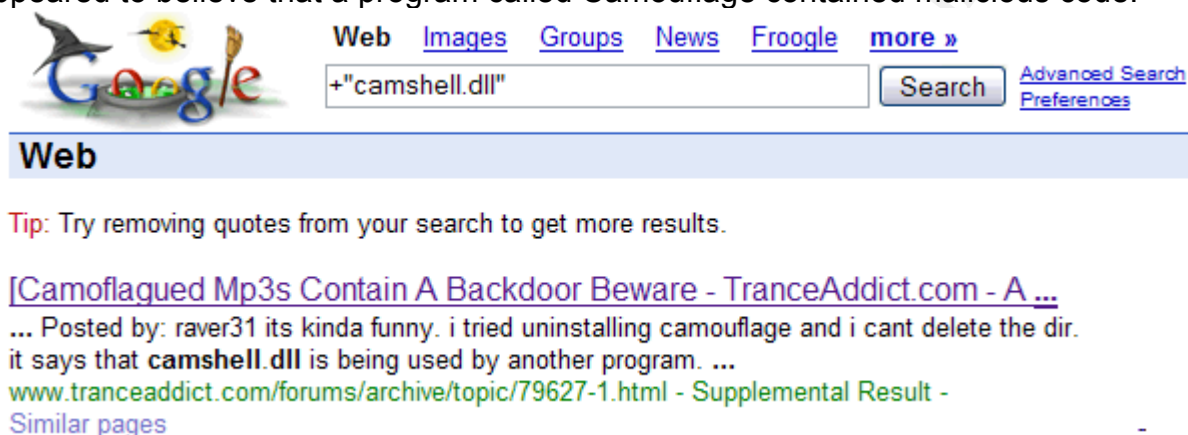 peared to believe that a program called Camouflage contained malicious code.
Google
Web Images Groups News Froogle more »
+"camshell.dll" Search Advanced Search
Preferences
Web
Tip: Try removing quotes from your search to get more results.
[Camoflagued Mp3s Contain A Backdoor Beware - TranceAddict.com - A ...
... Posted by: raver31 its kinda funny. i tried uninstalling camouflage and i cant delete the dir.
it says that camshell.dll is being used by another program. ...
www.tranceaddict.com/forums/archive/topic/79627-1.html - Supplemental Result -
Similar pages